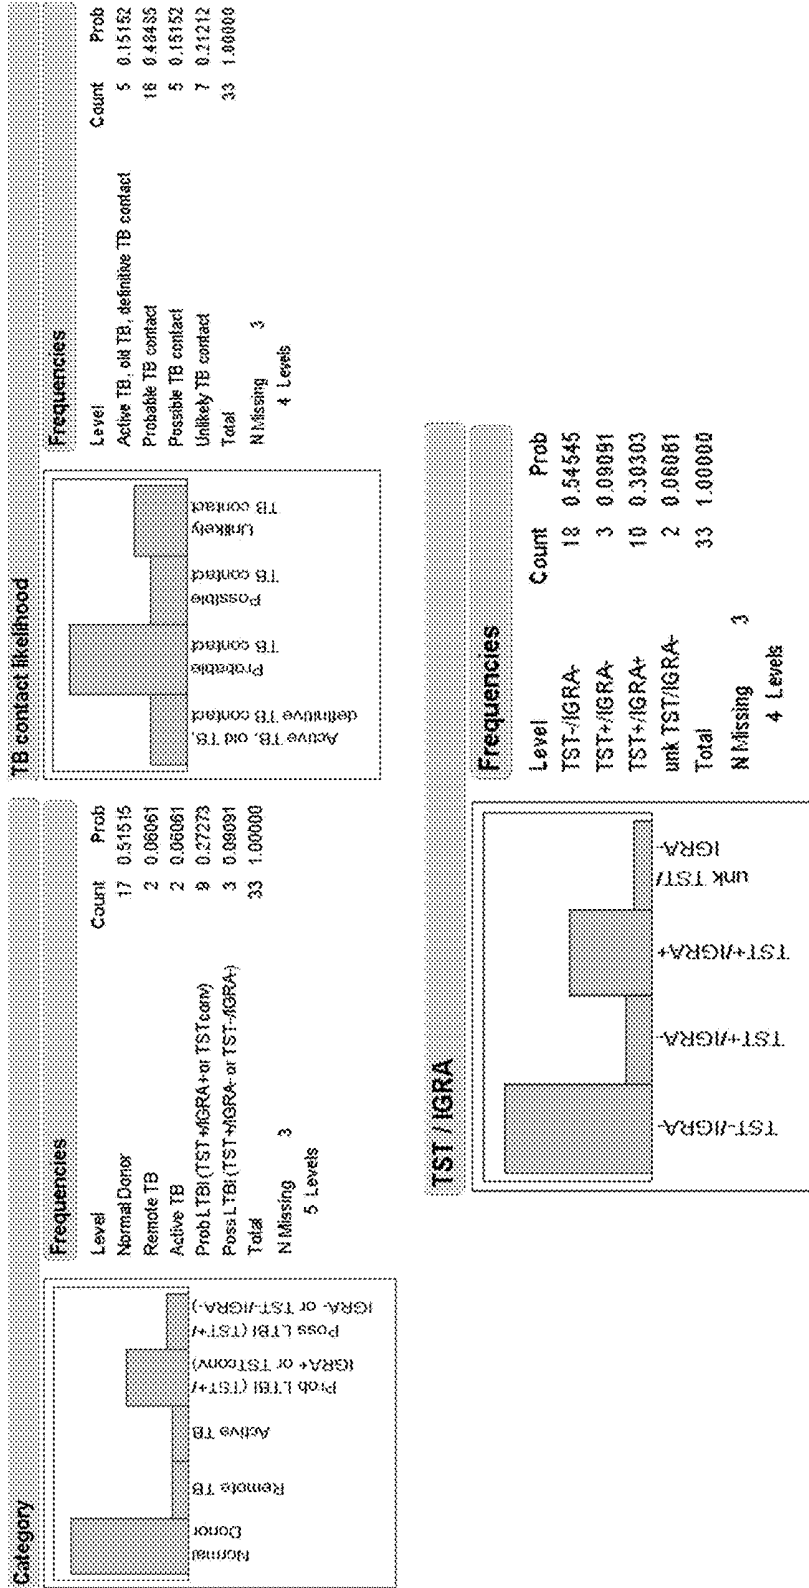 Category
Normal
Donor
Remote TB
Active TB
Prob LTBI (TST+/
IGRA+ or TSTconv)
Poss LTBI (TST+/
IGRA- or TST-/IGRA-)
Frequencies
Level Count Prob
Normal Donor 17 0.51515
Remote TB 2 0.06061
Active TB 2 0.06061
Prob LTBI (TST+/IGRA+ or TSTconv) 9 0.27273
Poss LTBI (TST+/IGRA- or TST-/IGRA-) 3 0.09091
Total 33 1.00000
N Missing 3
5 Levels
TB contact likelihood
Active TB, old TB,
definitive TB contact
Probable
TB contact
Possible
TB contact
Unlikely
TB contact
Frequencies
Level Count Prob
Active TB, old TB, definitive TB contact 5 0.15152
Probable TB contact 16 0.48485
Possible TB contact 5 0.15152
Unlikely TB contact 7 0.21212
Total 33 1.00000
N Missing 3
4 Levels
TST / IGRA
TST-/IGRA-
TST+/IGRA-
TST+/IGRA+
unk TST/
IGRA-
Frequencies
Level Count Prob
TST-/IGRA- 18 0.54545
TST+/IGRA- 3 0.09091
TST+/IGRA+ 10 0.30303
unk TST/IGRA- 2 0.06061
Total 33 1.00000
N Missing 3
4 Levels